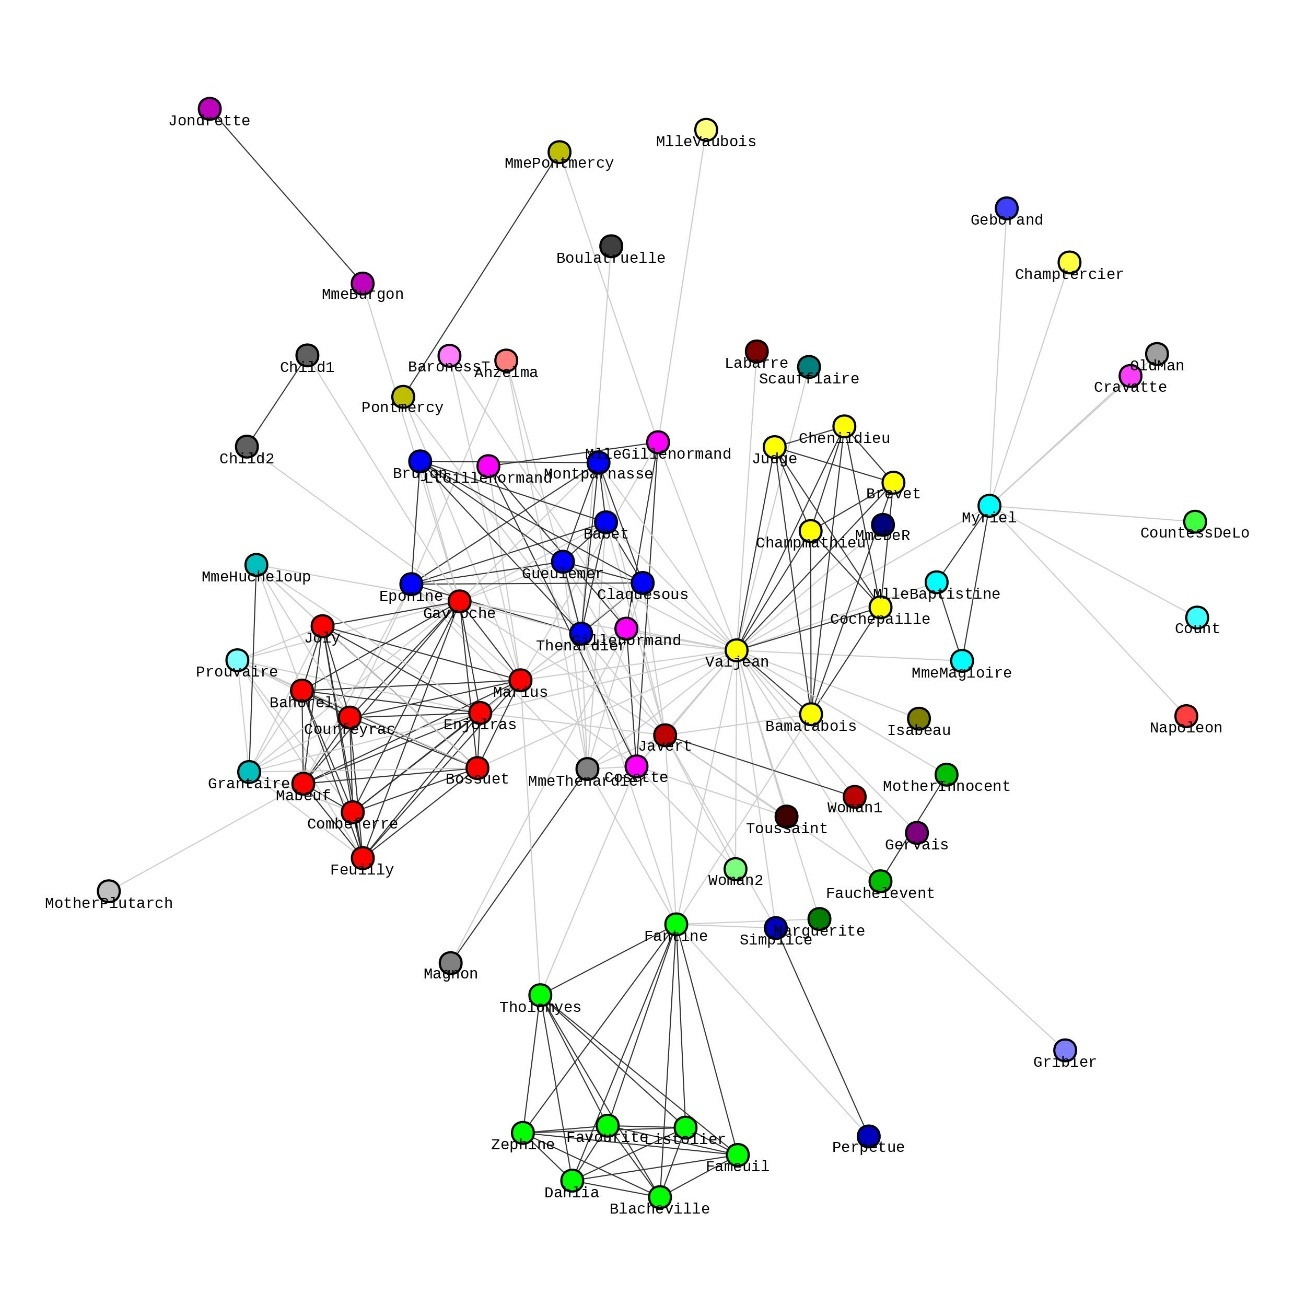 Jondrette
MlleVaubois
MmePontmercy
Geborand
Boulatruelle
Champtercier
MmeBurgon
Labarre
OldMan
Child1
BaronessT
Anzelma
Scaufflaire
Cravatte
Pontmercy
Chenildieu
Child2
MlleGillenormand
Judge
Brujon
LtGillenormand
Montparnasse
Brevet
Myriel
Babet
MmeDeR
CountessDeLo
Champmathieu
MmeHucheloup
Gueulemer
Eponine
Claquesous
MlleBaptistine
Gavroche
Cochepaille
Count
Joly
Thenardier
Gillenormand
Valjean
Prouvaire
MmeMagloire
Marius
Bahorel
Courfeyrac
Enjolras
Bamatabois
Isabeau
Napoleon
Javert
Grantaire
Bossuet
MmeThenardier
Cosette
MotherInnocent
Mabeuf
Woman1
Combeferre
Toussaint
Gervais
Feuilly
Woman2
Fauchelevent
MotherPlutarch
Fantine
Simplice
Marguerite
Magnon
Tholomyes
Gribier
Zephine
Favourite
Listolier
Perpetue
Fameuil
Dahlia
Blacheville